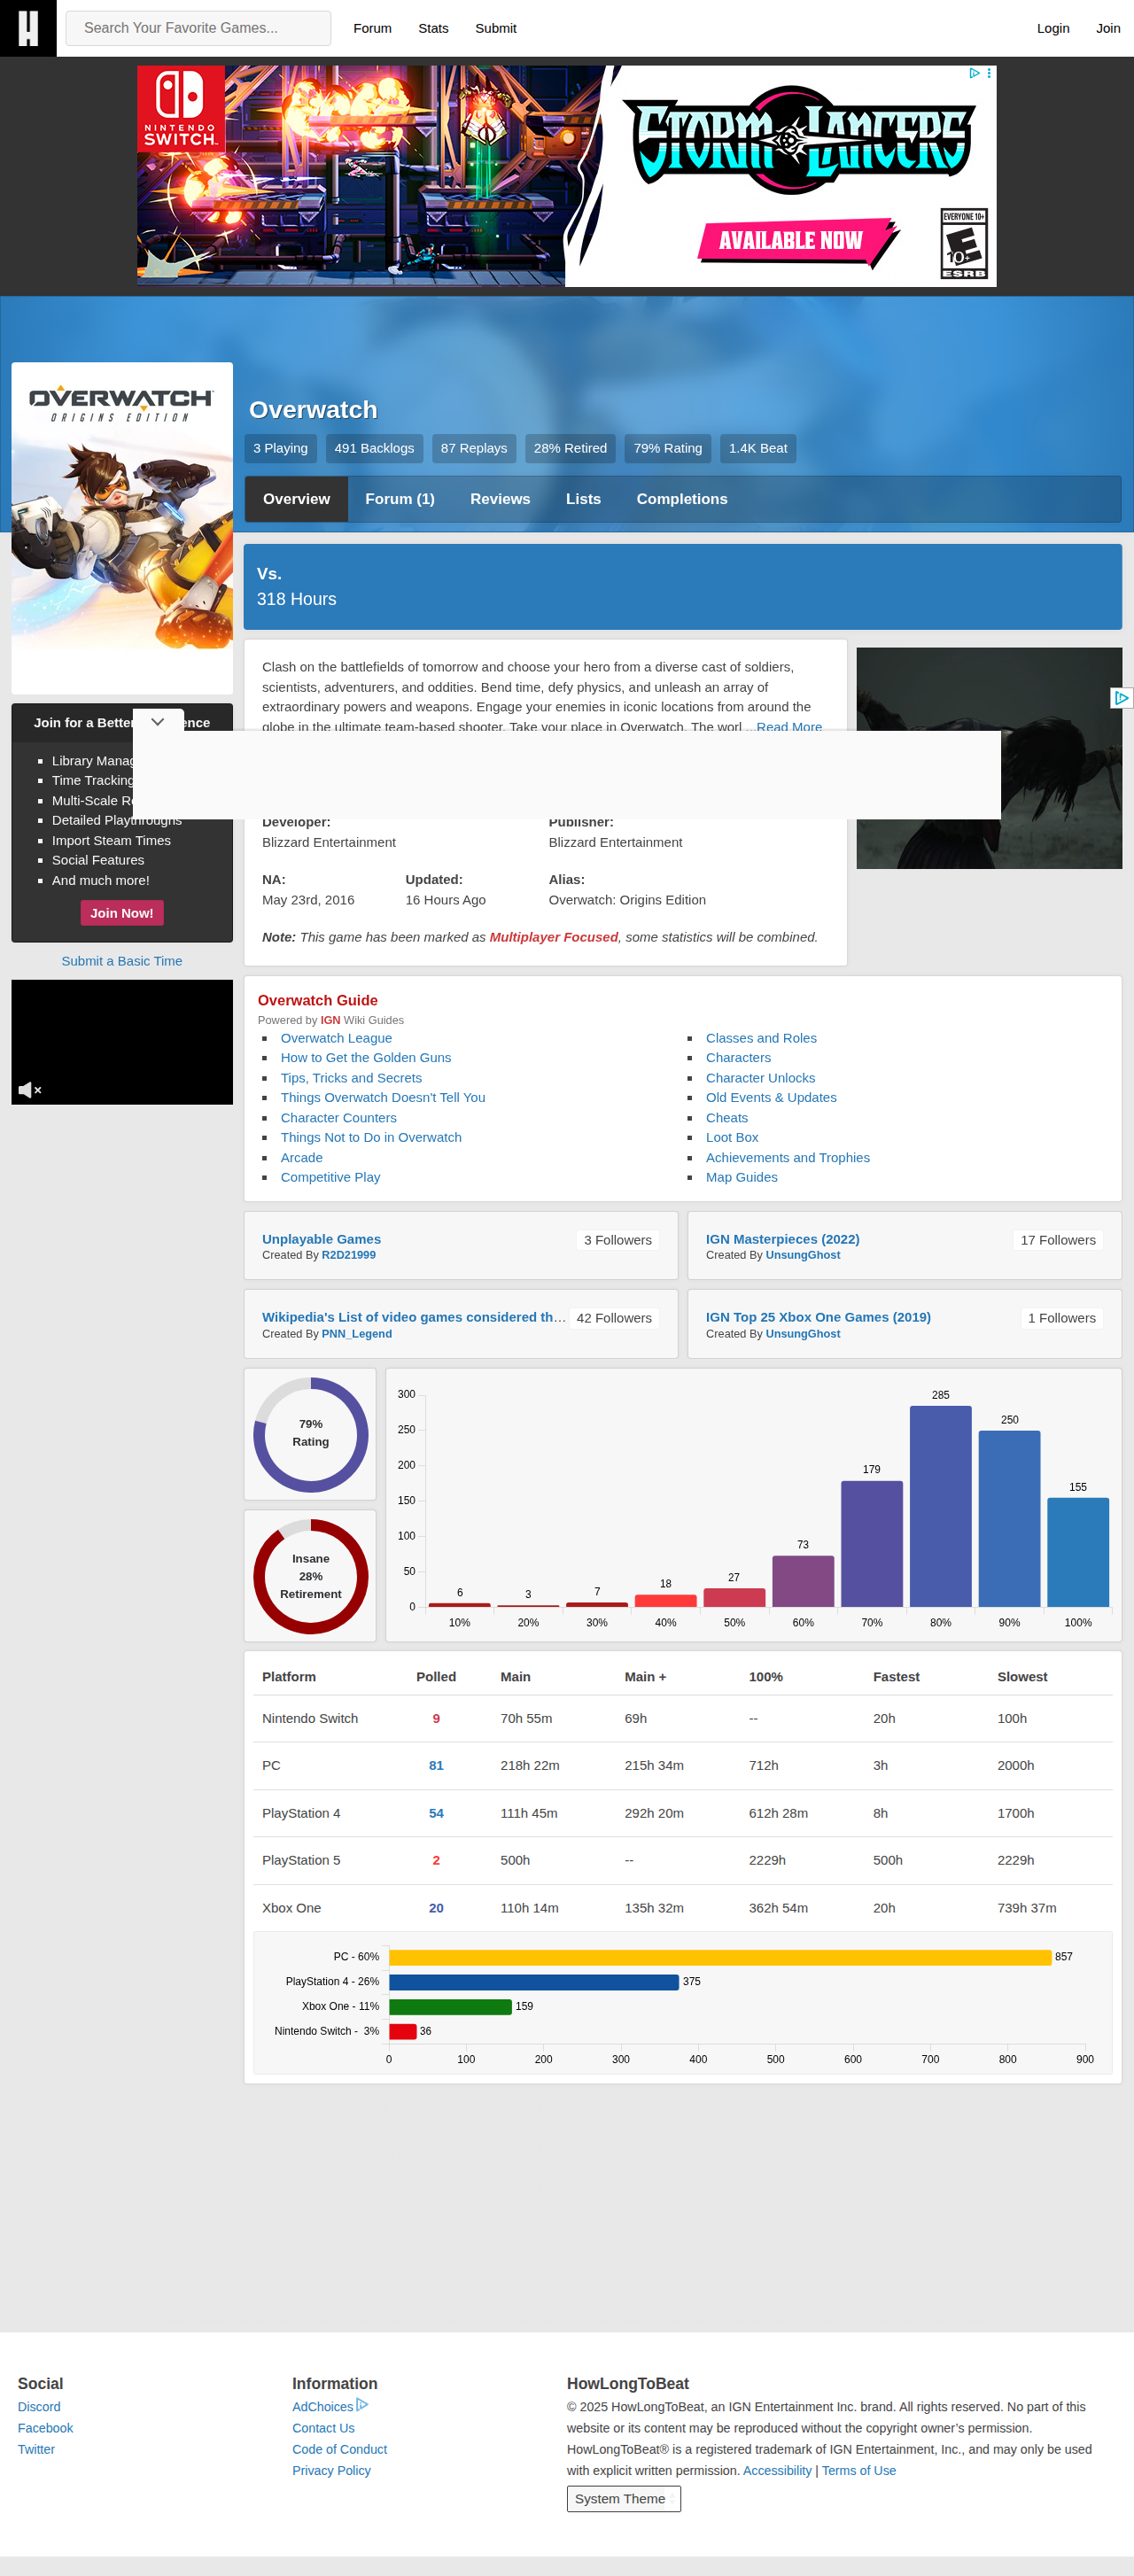 H
Search Your Favorite Games...
Forum
Stats
Submit
Login
Join
NINTENDO
SWITCH
STORM LANCERS
AVAILABLE NOW
EVERYONE 10+
E
10+
ESRB
OVERWATCH
ORIGINS EDITION
Overwatch
3 Playing
491 Backlogs
87 Replays
28% Retired
79% Rating
1.4K Beat
Overview
Forum (1)
Reviews
Lists
Completions
Vs.
318 Hours
Clash on the battlefields of tomorrow and choose your hero from a diverse cast of soldiers,
scientists, adventurers, and oddities. Bend time, defy physics, and unleash an array of
extraordinary powers and weapons. Engage your enemies in iconic locations from around the
globe in the ultimate team-based shooter. Take your place in Overwatch. The worl ...Read More
Developer:
Blizzard Entertainment
Publisher:
Blizzard Entertainment
NA:
May 23rd, 2016
Updated:
16 Hours Ago
Alias:
Overwatch: Origins Edition
Note: This game has been marked as Multiplayer Focused, some statistics will be combined.
Join for a Better
Library Manag
Time Tracking
Multi-Scale
Detailed Playthroughs
Import Steam Times
Social Features
And much more!
Join Now!
Submit a Basic Time
Overwatch Guide
Powered by IGN Wiki Guides
Overwatch League
How to Get the Golden Guns
Tips, Tricks and Secrets
Things Overwatch Doesn't Tell You
Character Counters
Things Not to Do in Overwatch
Arcade
Competitive Play
Classes and Roles
Characters
Character Unlocks
Old Events & Updates
Cheats
Loot Box
Achievements and Trophies
Map Guides
Unplayable Games
Created By R2D21999
3 Followers
IGN Masterpieces (2022)
Created By UnsungGhost
17 Followers
Wikipedia's List of video games considered th...
Created By PNN_Legend
42 Followers
IGN Top 25 Xbox One Games (2019)
Created By UnsungGhost
1 Followers
79%
Rating
Insane
28%
Retirement
300
250
200
150
100
50
0
6
3
7
18
27
73
179
285
250
155
10%
20%
30%
40%
50%
60%
70%
80%
90%
100%
Platform Polled Main Main + 100% Fastest Slowest
Nintendo Switch 9 70h 55m 69h -- 20h 100h
PC 81 218h 22m 215h 34m 712h 3h 2000h
PlayStation 4 54 111h 45m 292h 20m 612h 28m 8h 1700h
PlayStation 5 2 500h -- 2229h 500h 2229h
Xbox One 20 110h 14m 135h 32m 362h 54m 20h 739h 37m
PC - 60% 857
PlayStation 4 - 26% 375
Xbox One - 11% 159
Nintendo Switch - 3% 36
0 100 200 300 400 500 600 700 800 900
Social
Discord
Facebook
Twitter
Information
AdChoices
Contact Us
Code of Conduct
Privacy Policy
HowLongToBeat
© 2025 HowLongToBeat, an IGN Entertainment Inc. brand. All rights reserved. No part of this
website or its content may be reproduced without the copyright owner’s permission.
HowLongToBeat® is a registered trademark of IGN Entertainment, Inc., and may only be used
with explicit written permission. Accessibility | Terms of Use
System Theme